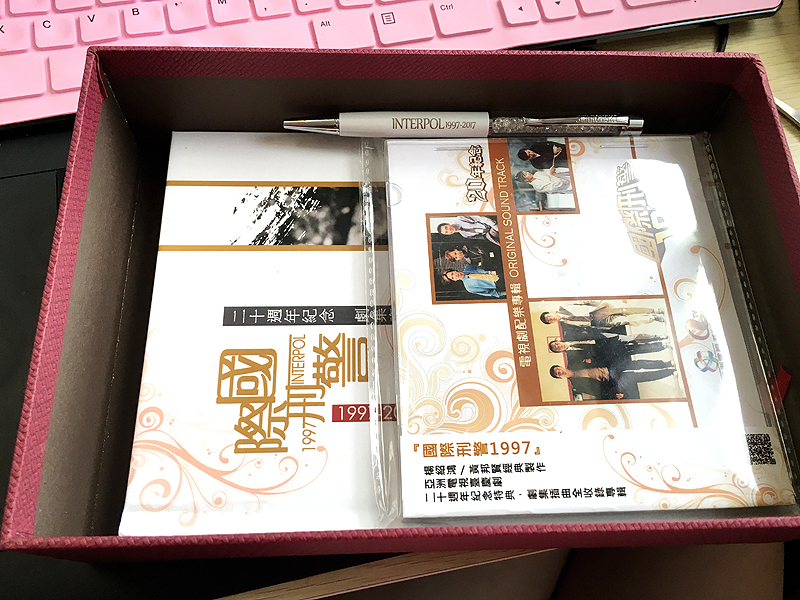 Z
X
C
V
B
N
M
Alt
Ctrl
INTERPOL 1997-2017
二十週年紀念 劇集
國際刑警
INTERPOL
1997
199
20年紀念
電視劇配樂專輯 ORIGINAL SOUND TRACK
國際刑警
『國際刑警1997』
楊紹鴻、黃邦賢經典製作
亞洲電視臺慶劇
二十週年紀念特典．劇集插曲全收錄專輯